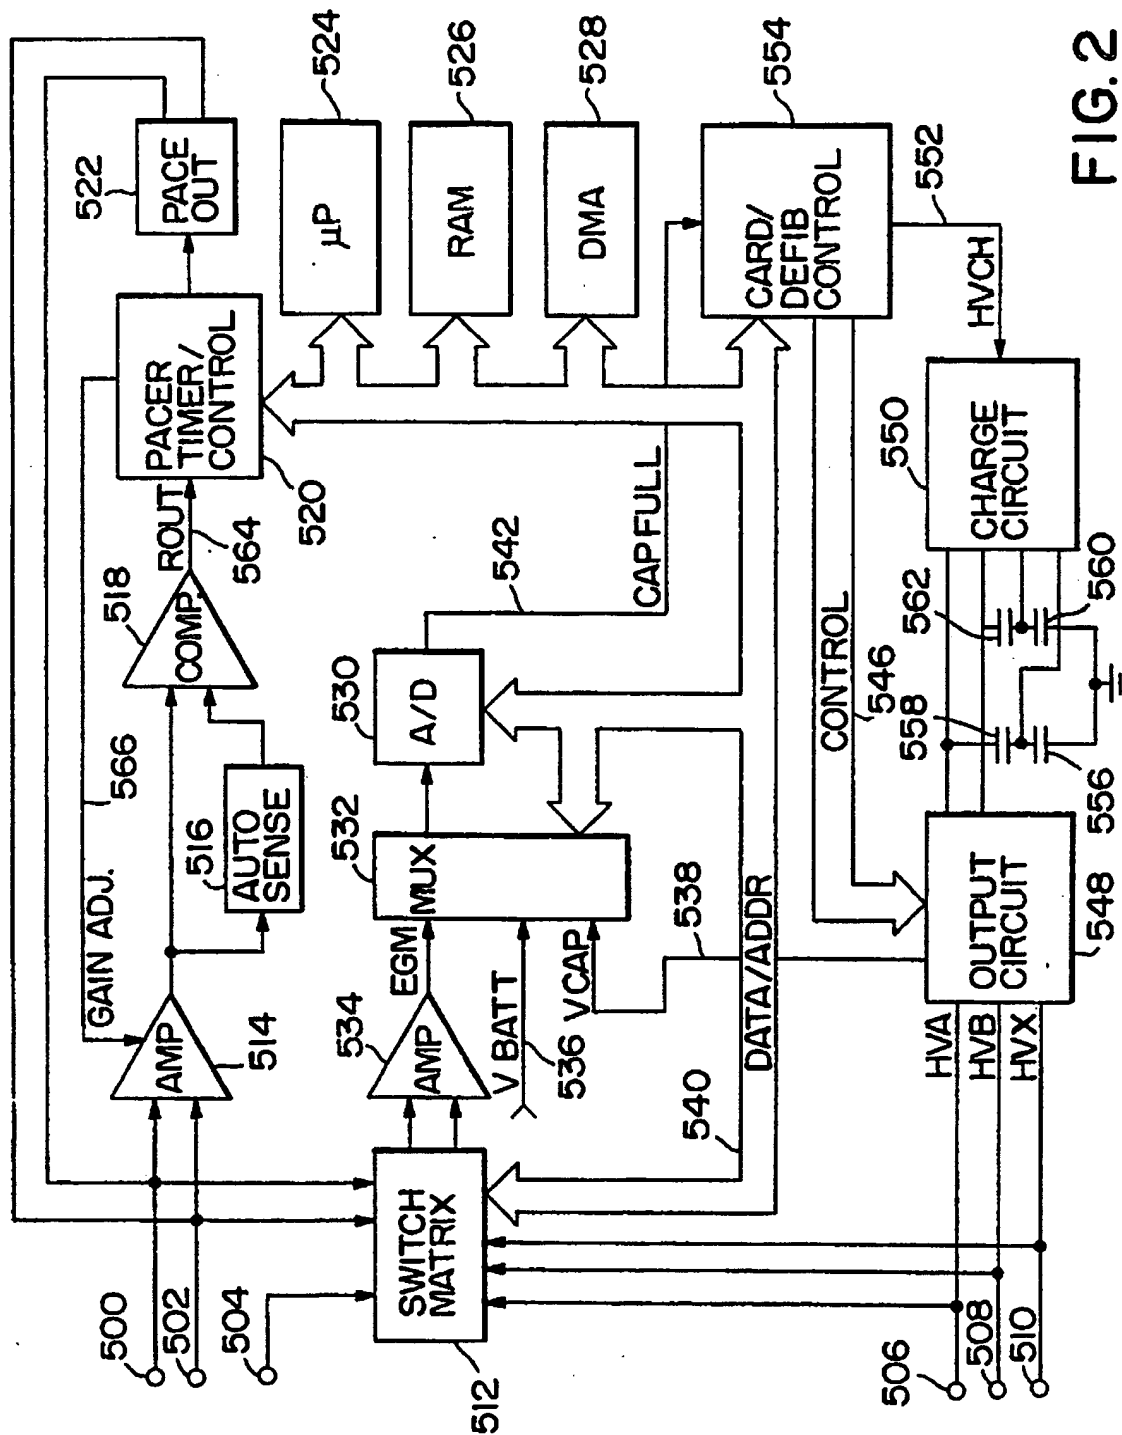 522
PACE
OUT
524
μP
526
RAM
528
DMA
554
CARD/
DEFIB
CONTROL
552
HVCH
FIG. 2
PACER
TIMER/
CONTROL
520
518
COMP.
ROUT
564
566
GAIN ADJ.
516
AUTO
SENSE
AMP
514
530
A/D
542
CAPFULL
532
MUX
EGM
534
AMP
V BATT
536
VCAP
538
540
DATA/ADDR
CONTROL
546
550
CHARGE
CIRCUIT
562
560
558
556
OUTPUT
CIRCUIT
548
HVA
HVB
HVX
500
502
504
SWITCH
MATRIX
512
506
508
510